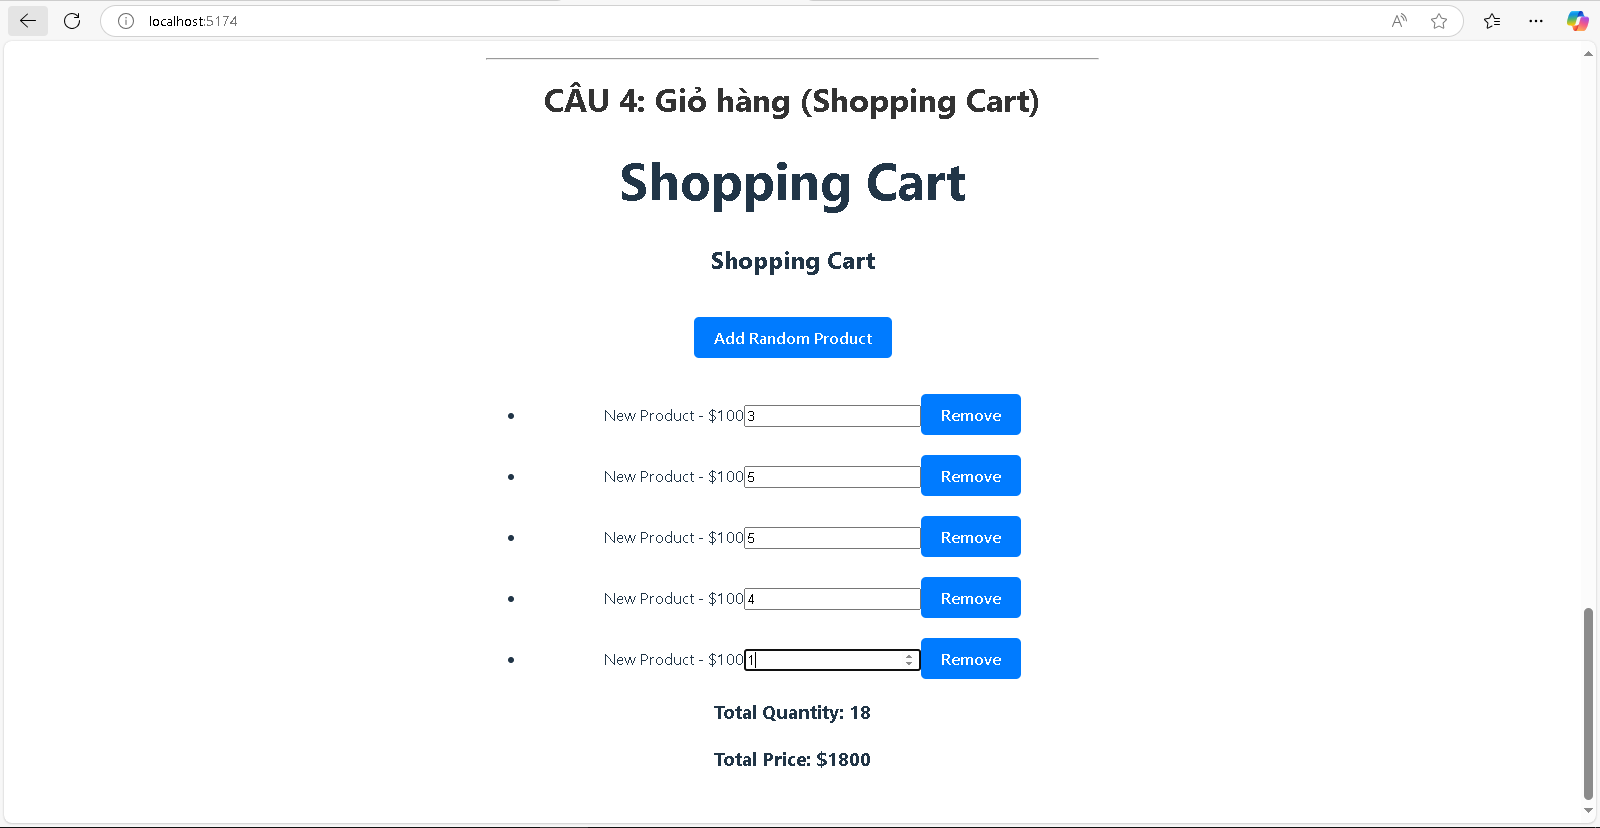 localhost:5174
CÂU 4: Giỏ hàng (Shopping Cart)
Shopping Cart
Shopping Cart
Add Random Product
New Product - $100 3 Remove
New Product - $100 5 Remove
New Product - $100 5 Remove
New Product - $100 4 Remove
New Product - $100 1 Remove
Total Quantity: 18
Total Price: $1800